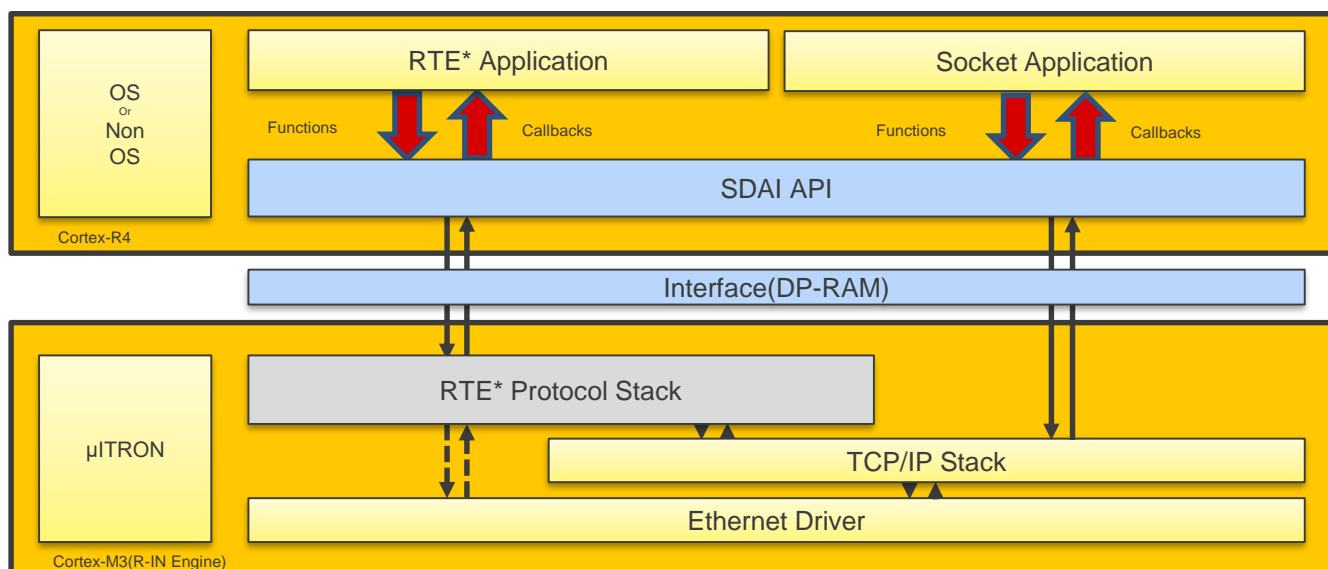 OS
Or
Non
OS
RTE* Application
Socket Application
Functions
Callbacks
Functions
Callbacks
SDAI API
Cortex-R4
Interface(DP-RAM)
µITRON
RTE* Protocol Stack
TCP/IP Stack
Ethernet Driver
Cortex-M3(R-IN Engine)